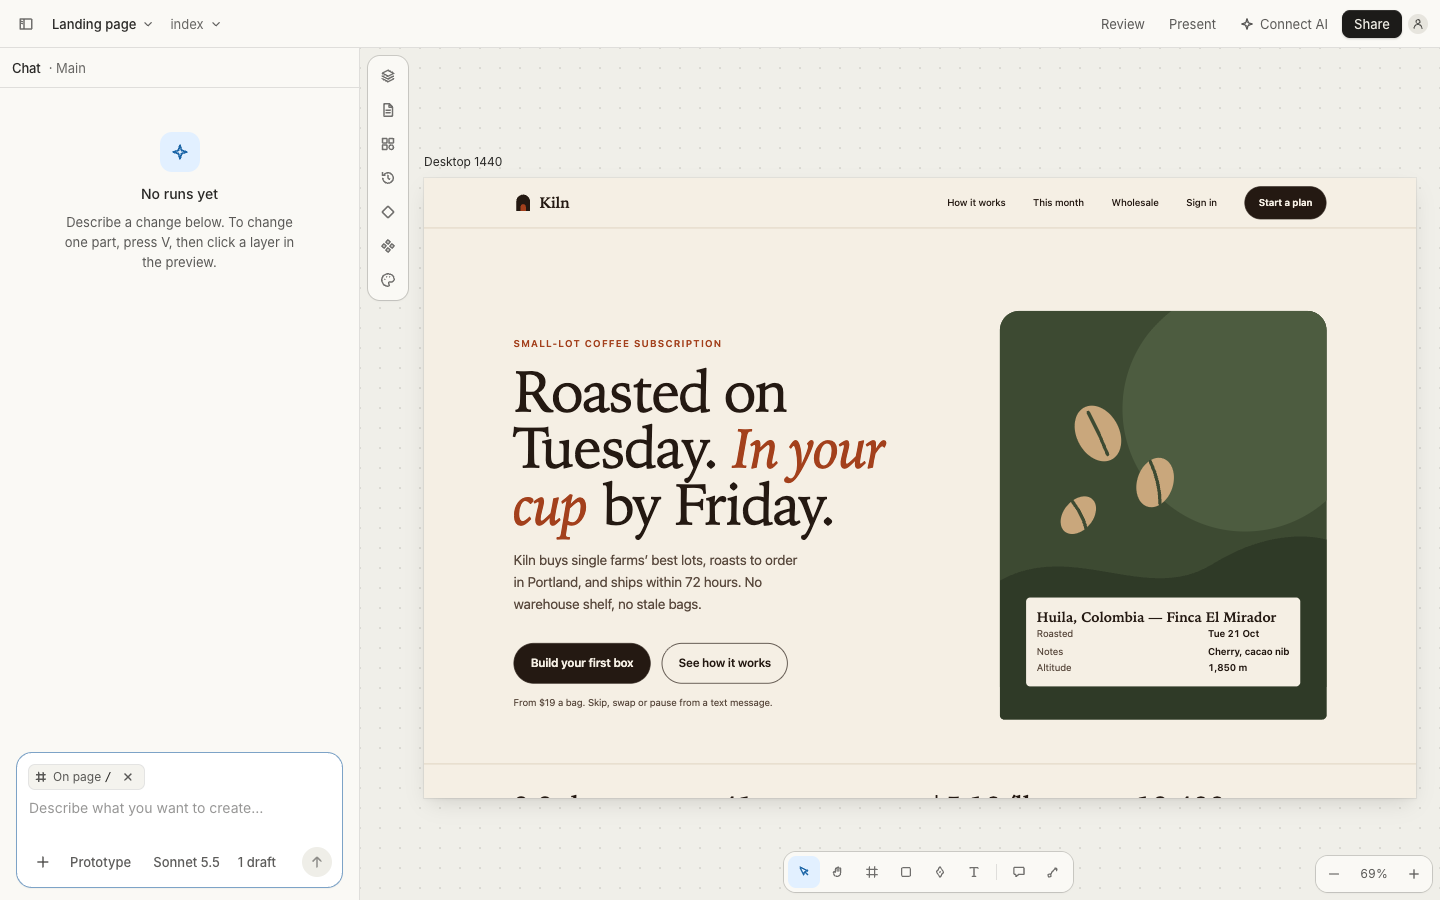 Landing page
index
Review
Present
Connect AI
Share
Chat · Main
No runs yet
Describe a change below. To change
one part, press V, then click a layer in
the preview.
On page /
Describe what you want to create...
Prototype
Sonnet 5.5
1 draft
Desktop 1440
Kiln
How it works
This month
Wholesale
Sign in
Start a plan
SMALL-LOT COFFEE SUBSCRIPTION
Roasted on
Tuesday. In your
cup by Friday.
Kiln buys single farms’ best lots, roasts to order
in Portland, and ships within 72 hours. No
warehouse shelf, no stale bags.
Build your first box
See how it works
From $19 a bag. Skip, swap or pause from a text message.
Huila, Colombia — Finca El Mirador
Roasted Tue 21 Oct
Notes Cherry, cacao nib
Altitude 1,850 m
69%